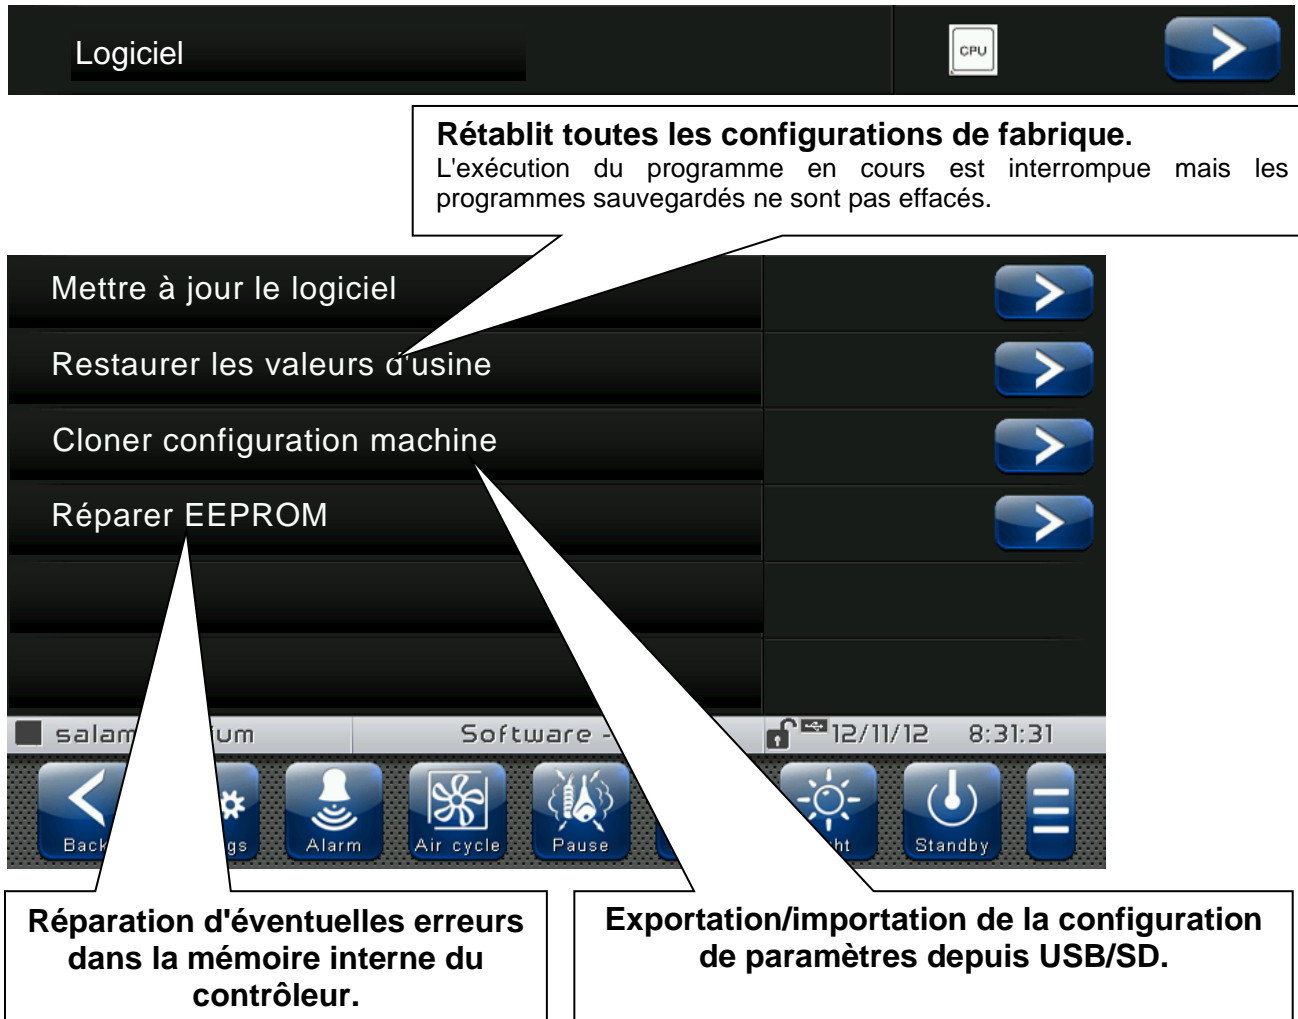 Logiciel
CPU
Rétablit toutes les configurations de fabrique.
L'exécution du programme en cours est interrompue mais les
programmes sauvegardés ne sont pas effacés.
Mettre à jour le logiciel
Restaurer les valeurs d'usine
Cloner configuration machine
Réparer EEPROM
Software -
12/11/12 8:31:31
Back
Alarm
Air cycle
Pause
Standby
Réparation d'éventuelles erreurs
dans la mémoire interne du
contrôleur.
Exportation/importation de la configuration
de paramètres depuis USB/SD.